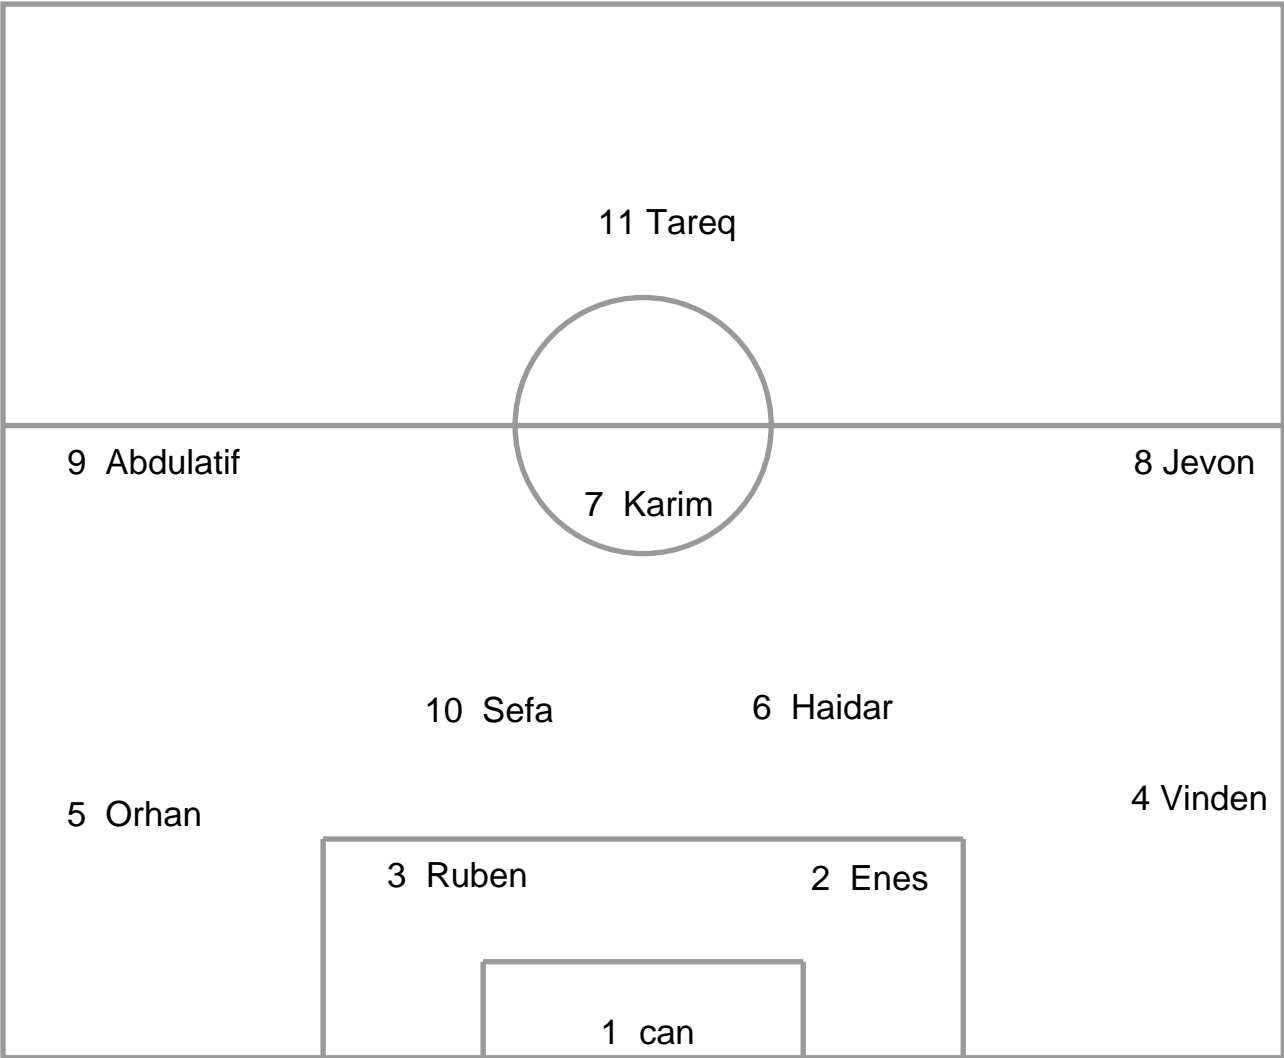 11 Tareq
9 Abdulatif
8 Jevon
7 Karim
10 Sefa
6 Haidar
5 Orhan
4 Vinden
3 Ruben
2 Enes
1 can